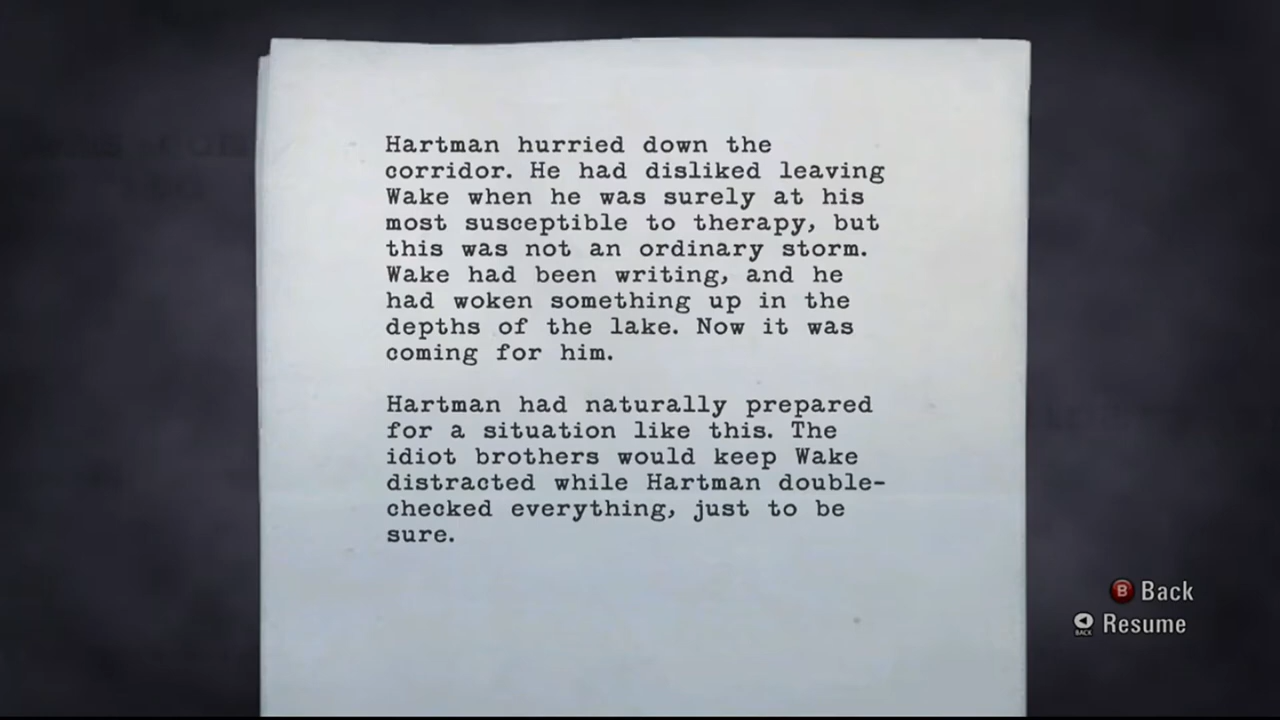 Hartman hurried down the
corridor. He had disliked leaving
Wake when he was surely at his
most susceptible to therapy, but
this was not an ordinary storm.
Wake had been writing, and he
had woken something up in the
depths of the lake. Now it was
coming for him.
Hartman had naturally prepared
for a situation like this. The
idiot brothers would keep Wake
distracted while Hartman double-
checked everything, just to be
sure.
B Back
BACK Resume